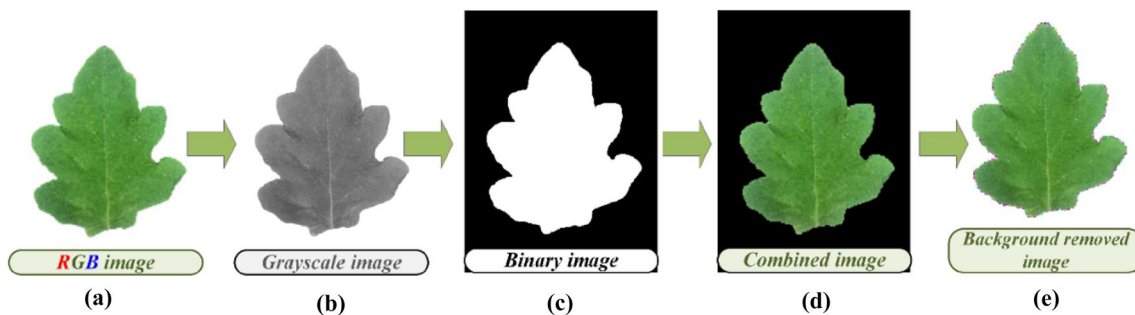 RGB image
Grayscale image
Binary image
Combined image
Background removed
image
(a)
(b)
(c)
(d)
(e)